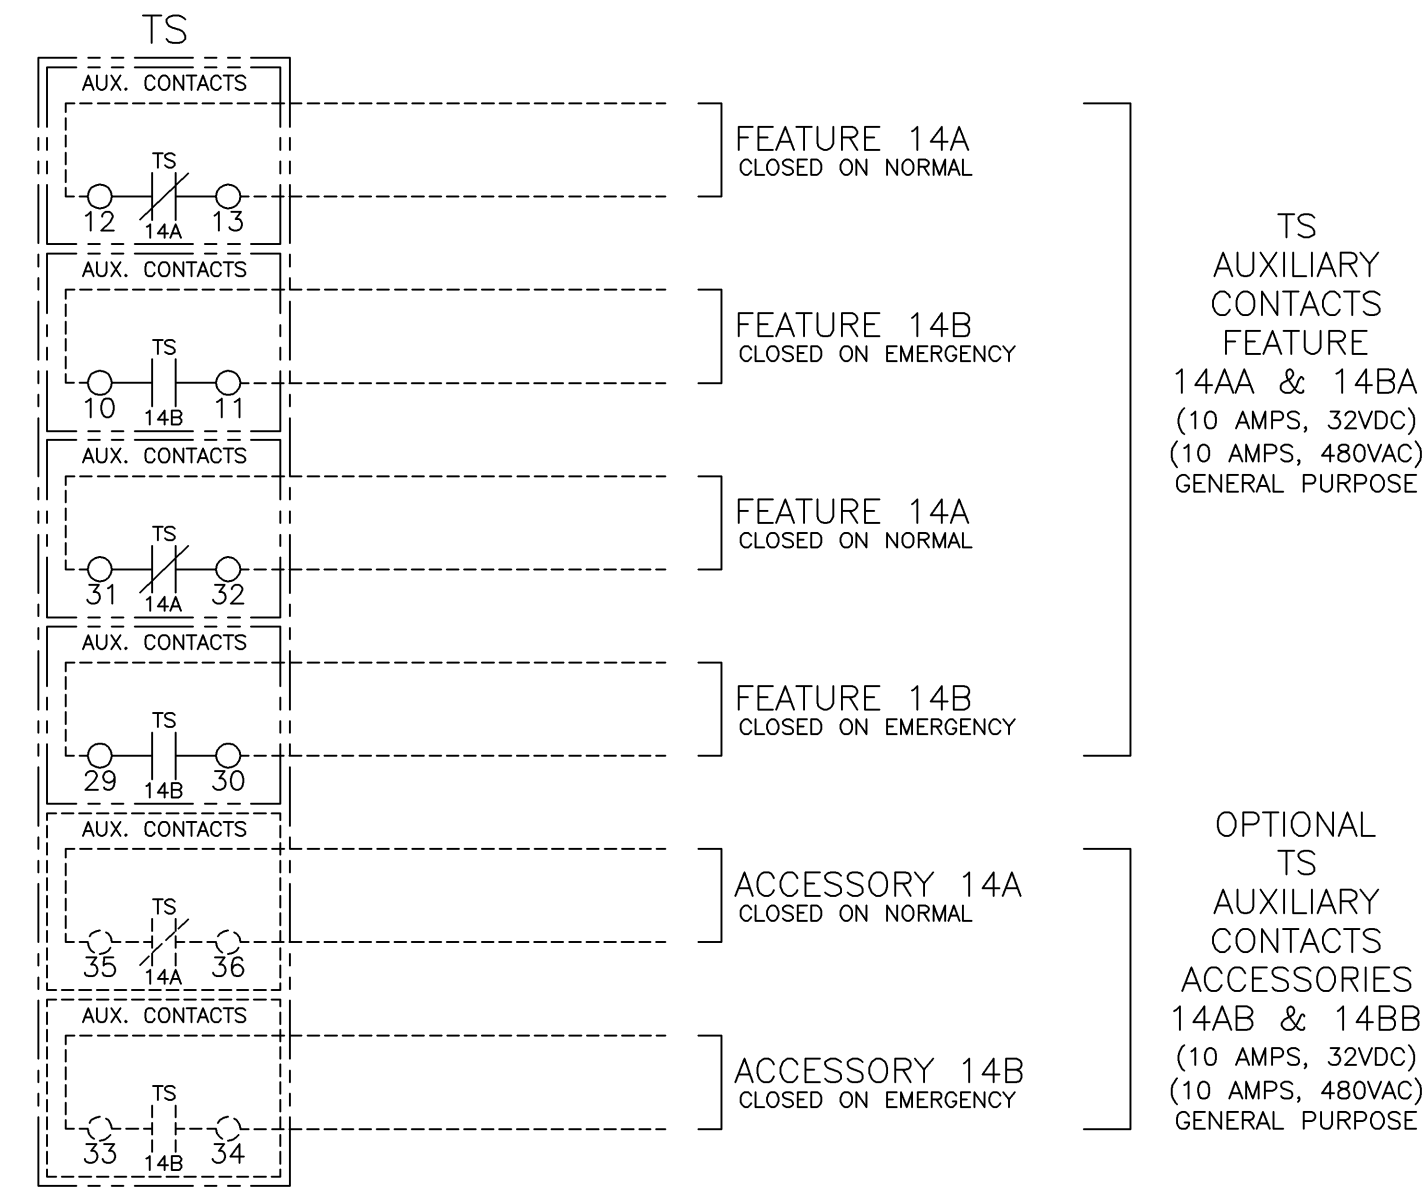 TS
AUX. CONTACTS
TS
12 13
14A
FEATURE 14A
CLOSED ON NORMAL
AUX. CONTACTS
TS
10 11
14B
FEATURE 14B
CLOSED ON EMERGENCY
AUX. CONTACTS
TS
31 32
14A
FEATURE 14A
CLOSED ON NORMAL
AUX. CONTACTS
TS
29 30
14B
FEATURE 14B
CLOSED ON EMERGENCY
TS
AUXILIARY
CONTACTS
FEATURE
14AA & 14BA
(10 AMPS, 32VDC)
(10 AMPS, 480VAC)
GENERAL PURPOSE
AUX. CONTACTS
TS
35 36
14A
ACCESSORY 14A
CLOSED ON NORMAL
AUX. CONTACTS
TS
33 34
14B
ACCESSORY 14B
CLOSED ON EMERGENCY
OPTIONAL
TS
AUXILIARY
CONTACTS
ACCESSORIES
14AB & 14BB
(10 AMPS, 32VDC)
(10 AMPS, 480VAC)
GENERAL PURPOSE